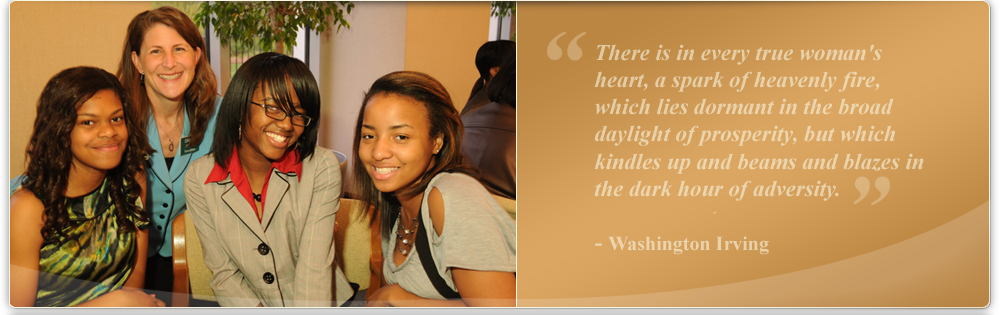 “ There is in every true woman's
heart, a spark of heavenly fire,
which lies dormant in the broad
daylight of prosperity, but which
kindles up and beams and blazes in
the dark hour of adversity. ”
- Washington Irving